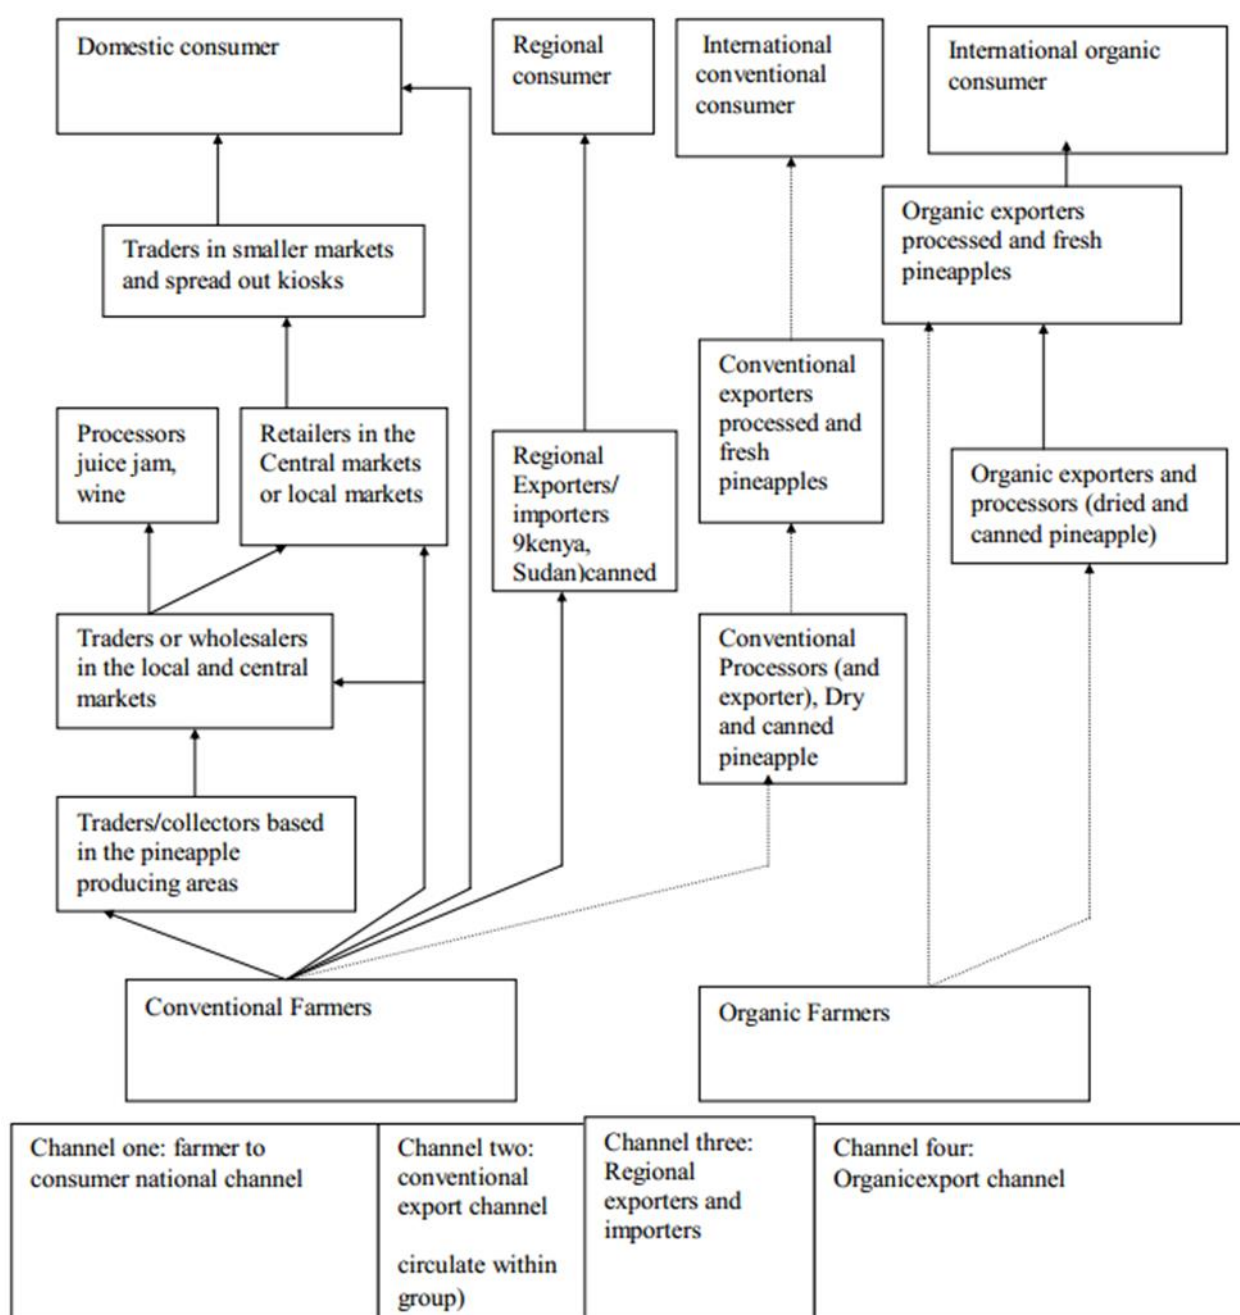 Domestic consumer
Regional
consumer
International
conventional
consumer
International organic
consumer
Organic exporters
processed and fresh
pineapples
Traders in smaller markets
and spread out kiosks
Conventional
exporters
processed and
fresh
pineapples
Processors
juice jam,
wine
Retailers in the
Central markets
or local markets
Regional
Exporters/
importers
9kenya,
Sudan)canned
Organic exporters and
processors (dried and
canned pineapple)
Traders or wholesalers
in the local and central
markets
Conventional
Processors (and
exporter), Dry
and canned
pineapple
Traders/collectors based
in the pineapple
producing areas
Conventional Farmers
Organic Farmers
Channel one: farmer to
consumer national channel
Channel two:
conventional
export channel
circulate within
group)
Channel three:
Regional
exporters and
importers
Channel four:
Organicexport channel